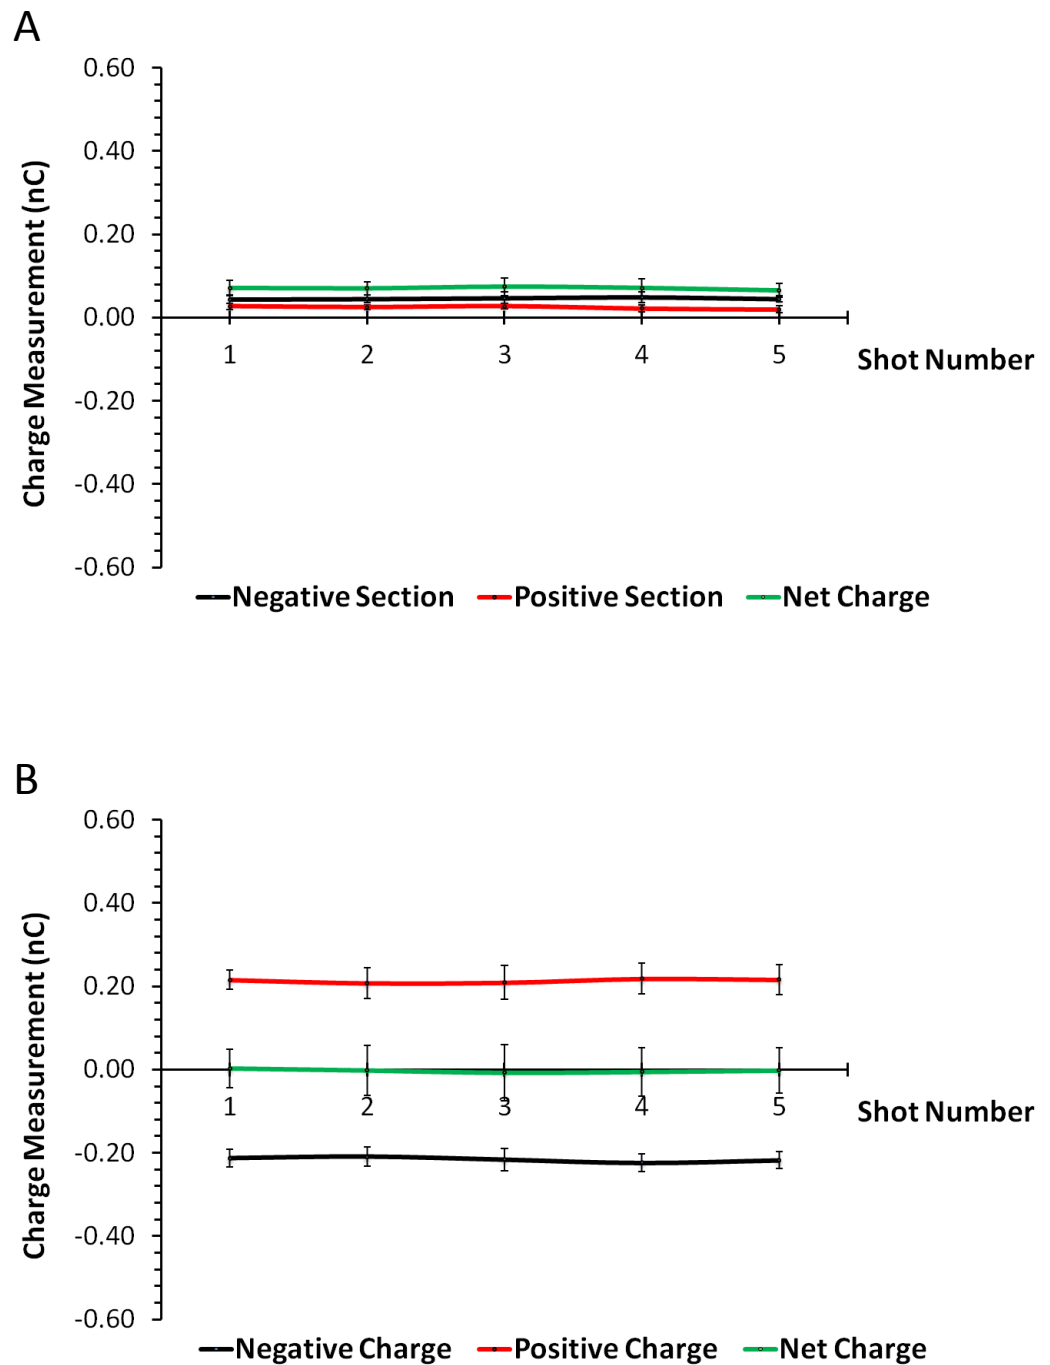 A
0.60
0.40
0.20
0.00
-0.20
-0.40
-0.60
Charge Measurement (nC)
1 2 3 4 5
Shot Number
Negative Section Positive Section Net Charge
B
0.60
0.40
0.20
0.00
-0.20
-0.40
-0.60
Charge Measurement (nC)
1 2 3 4 5
Shot Number
Negative Charge Positive Charge Net Charge